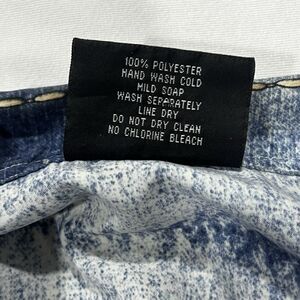 100% POLYESTER
HAND WASH COLD
MILD SOAP
WASH SEPARATELY
LINE DRY
DO NOT DRY CLEAN
NO CHLORINE BLEACH